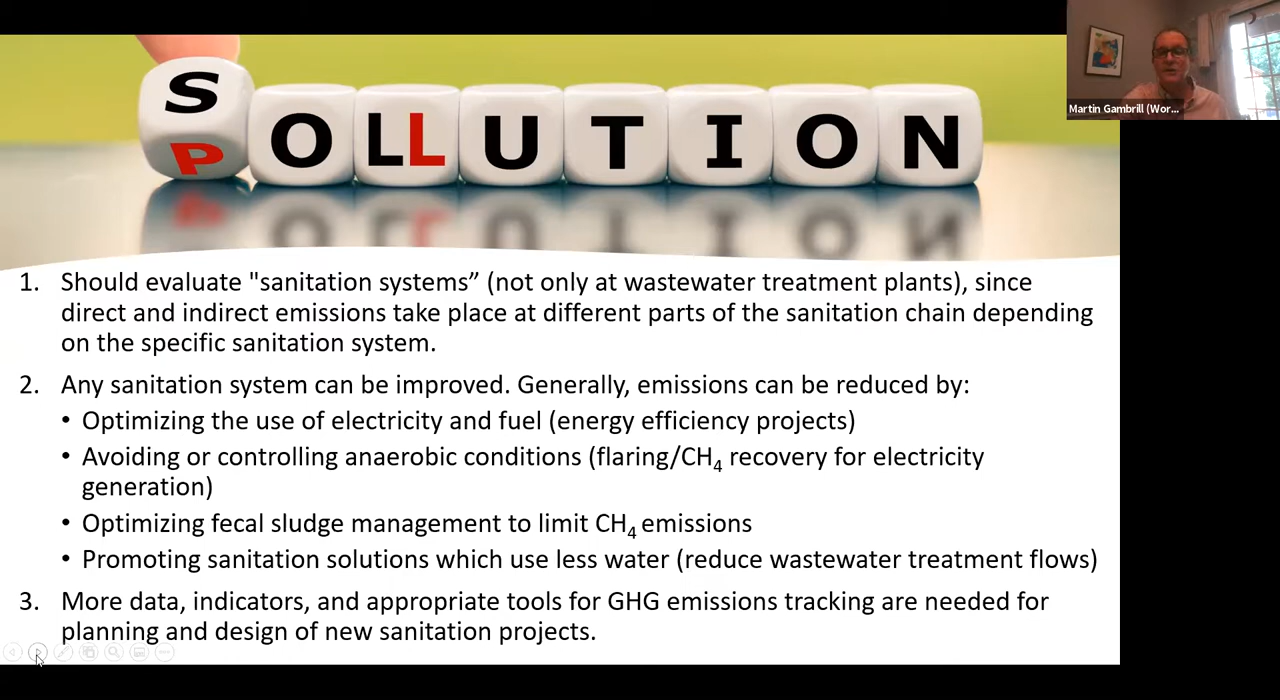 S
P OLLUTION
Martin Gambrill (Wor...
1. Should evaluate "sanitation systems” (not only at wastewater treatment plants), since
direct and indirect emissions take place at different parts of the sanitation chain depending
on the specific sanitation system.
2. Any sanitation system can be improved. Generally, emissions can be reduced by:
• Optimizing the use of electricity and fuel (energy efficiency projects)
• Avoiding or controlling anaerobic conditions (flaring/CH₄ recovery for electricity
generation)
• Optimizing fecal sludge management to limit CH₄ emissions
• Promoting sanitation solutions which use less water (reduce wastewater treatment flows)
3. More data, indicators, and appropriate tools for GHG emissions tracking are needed for
planning and design of new sanitation projects.